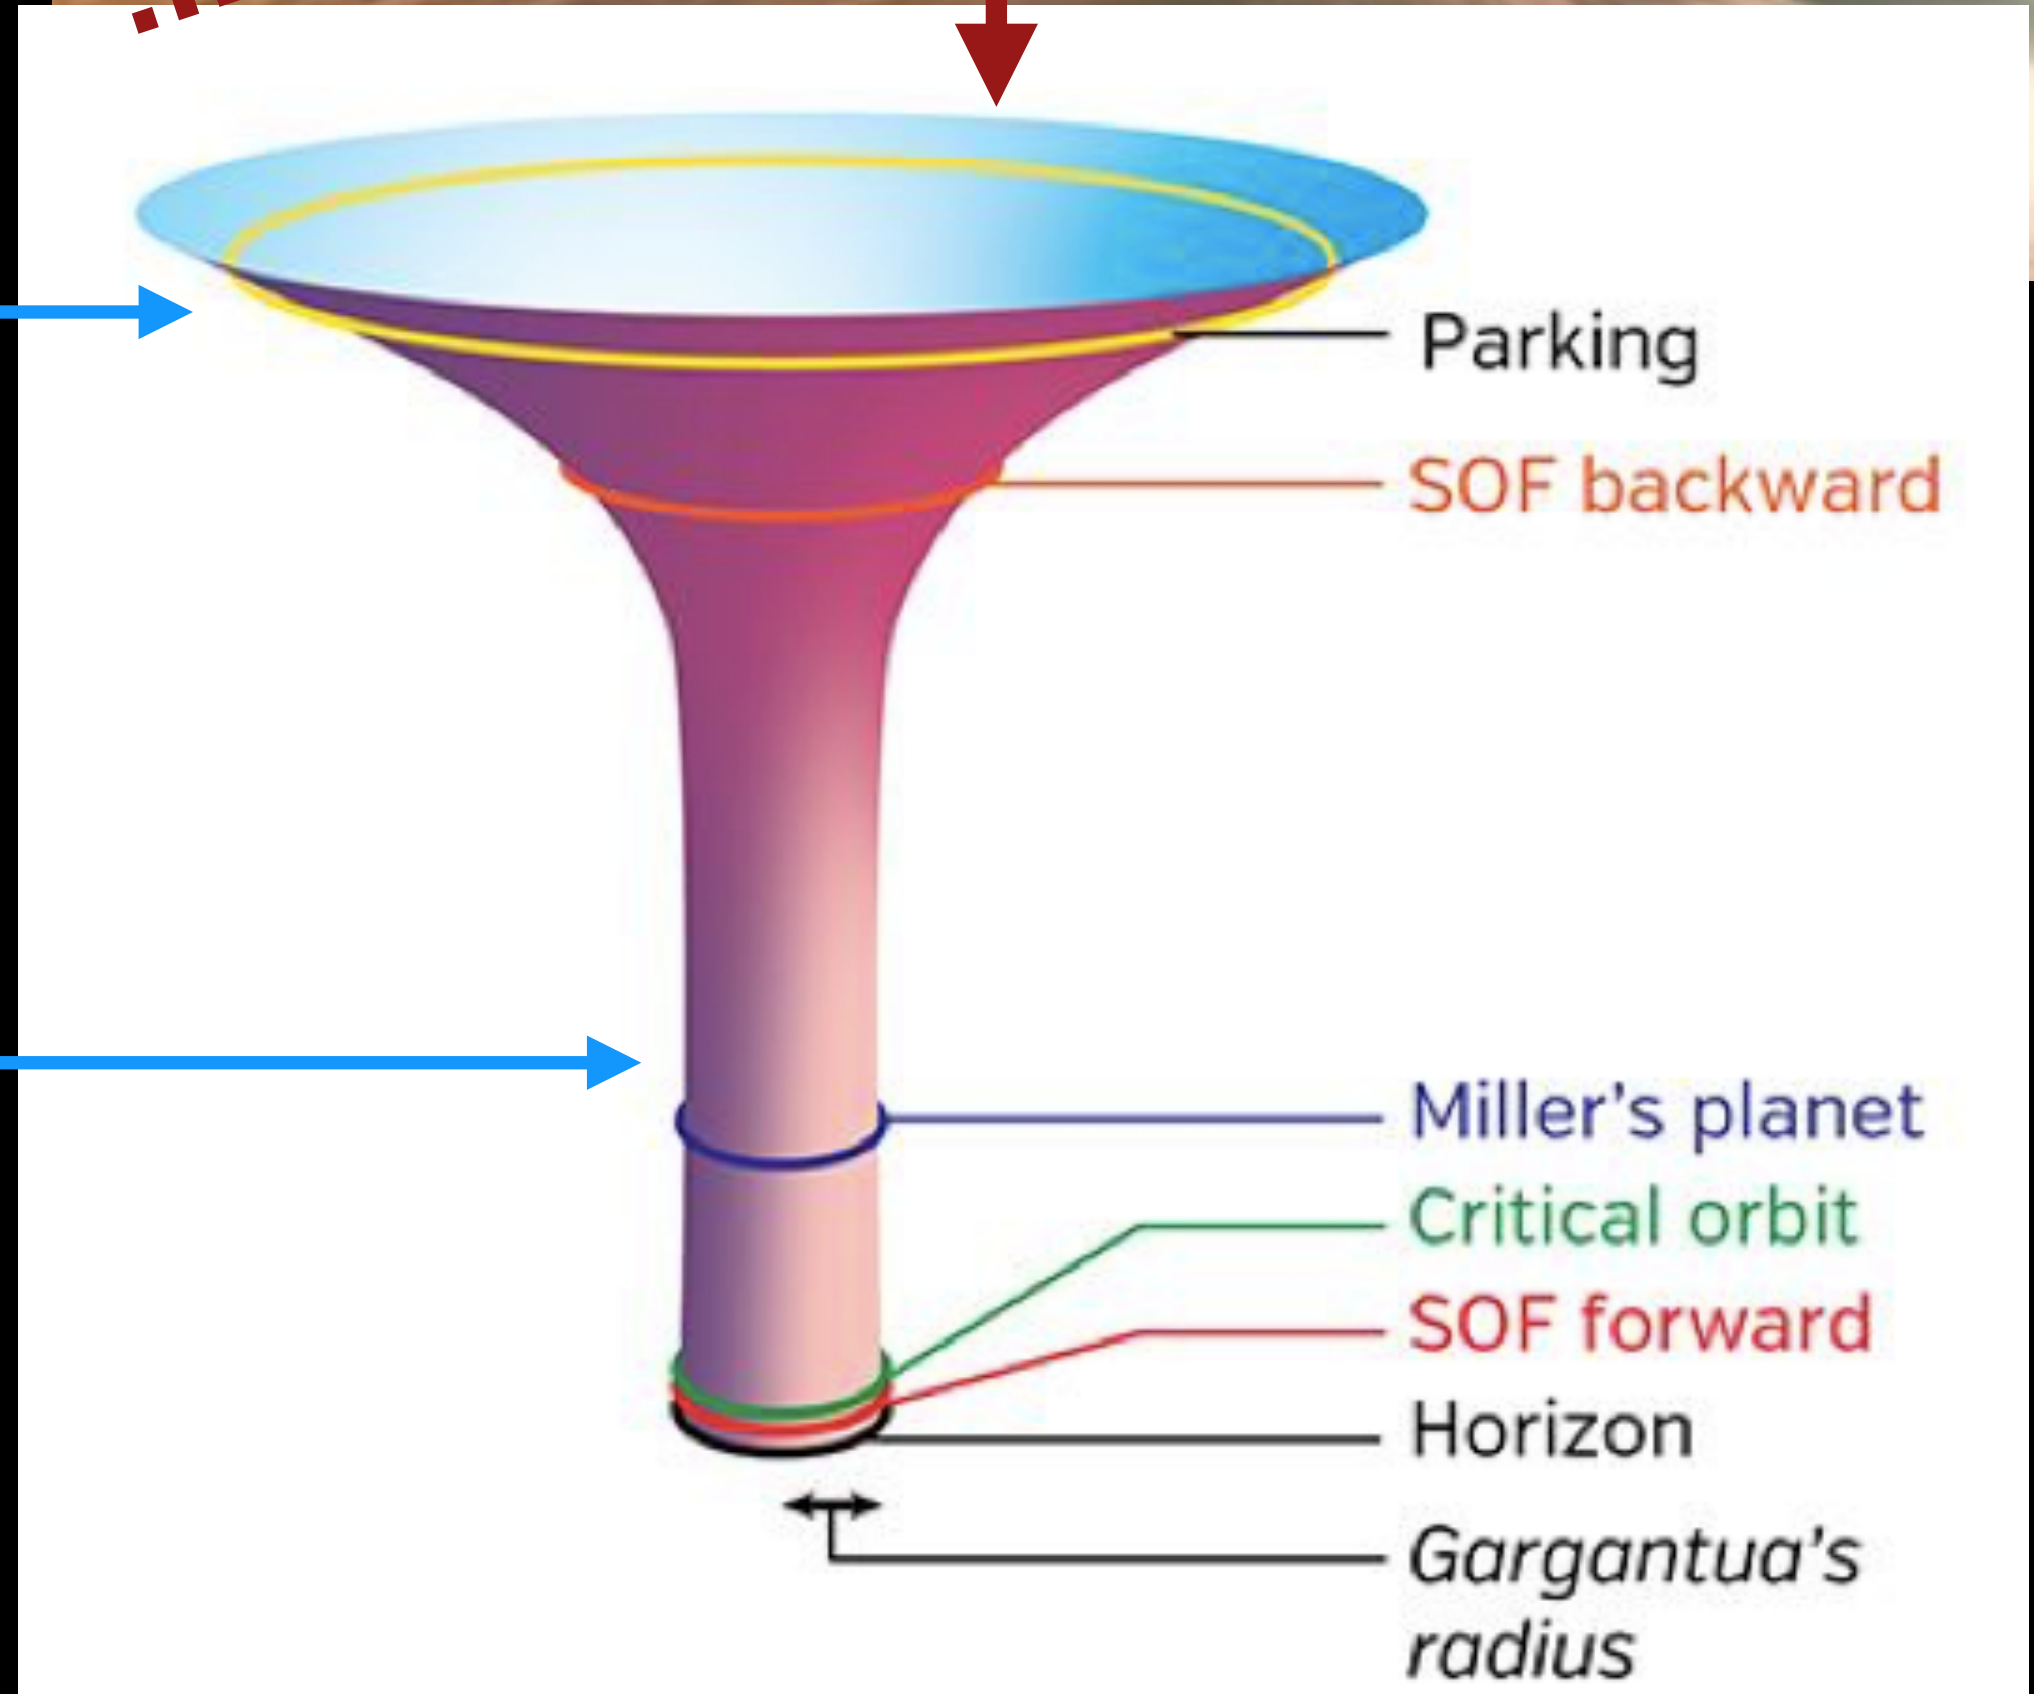 Parking
SOF backward
Miller's planet
Critical orbit
SOF forward
Horizon
Gargantua's
radius